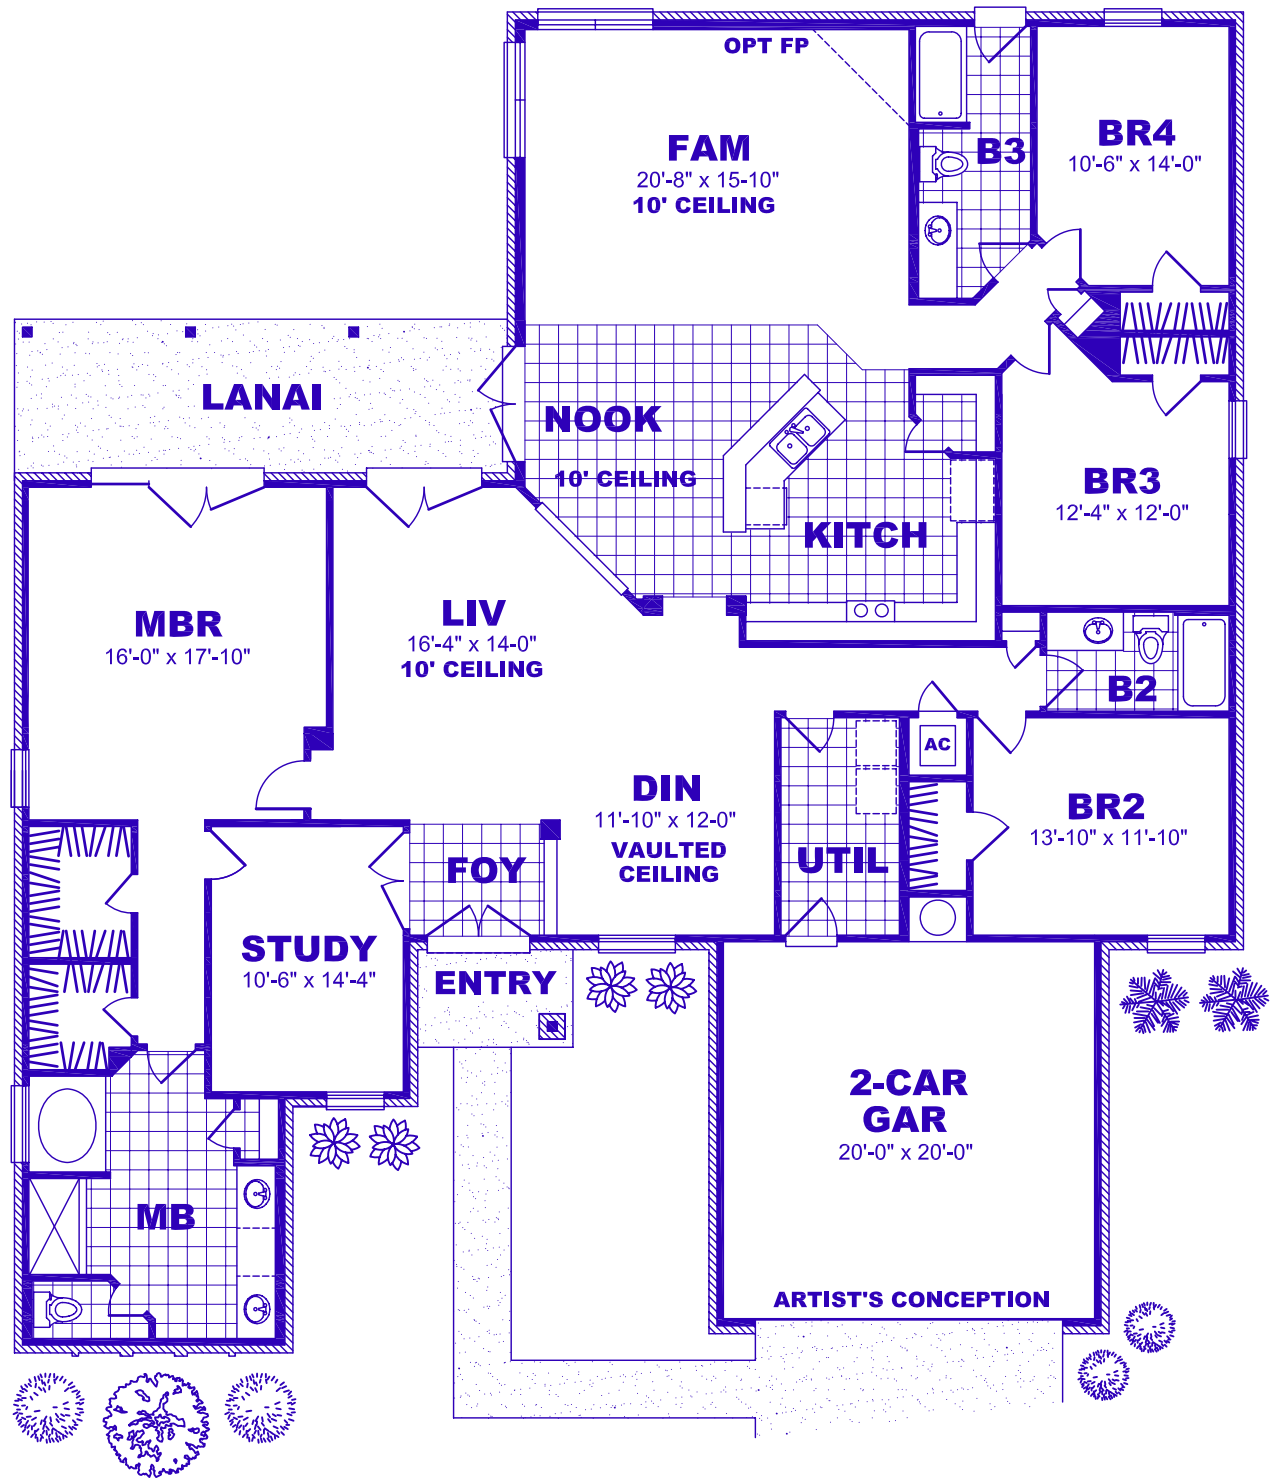 OPT FP
FAM
20'-8" x 15-10"
10' CEILING
B3
BR4
10'-6" x 14'-0"
LANAI
NOOK
10' CEILING
KITCH
BR3
12'-4" x 12'-0"
MBR
16'-0" x 17'-10"
LIV
16'-4" x 14-0"
10' CEILING
B2
AC
DIN
11'-10" x 12-0"
VAULTED
CEILING
UTIL
BR2
13'-10" x 11'-10"
FOY
STUDY
10'-6" x 14'-4"
ENTRY
2-CAR
GAR
20'-0" x 20'-0"
MB
ARTIST'S CONCEPTION